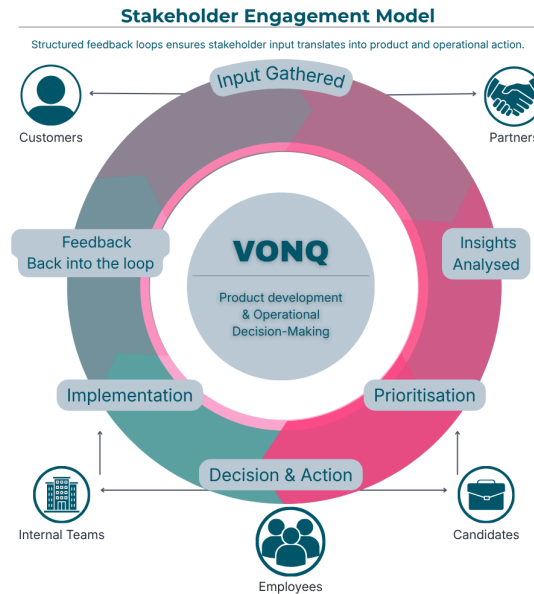 Stakeholder Engagement Model
Structured feedback loops ensures stakeholder input translates into product and operational action.
Input Gathered
Customers
Partners
Feedback
Back into the loop
Insights
Analysed
VONQ
Product development
& Operational
Decision-Making
Implementation
Prioritisation
Decision & Action
Internal Teams
Candidates
Employees